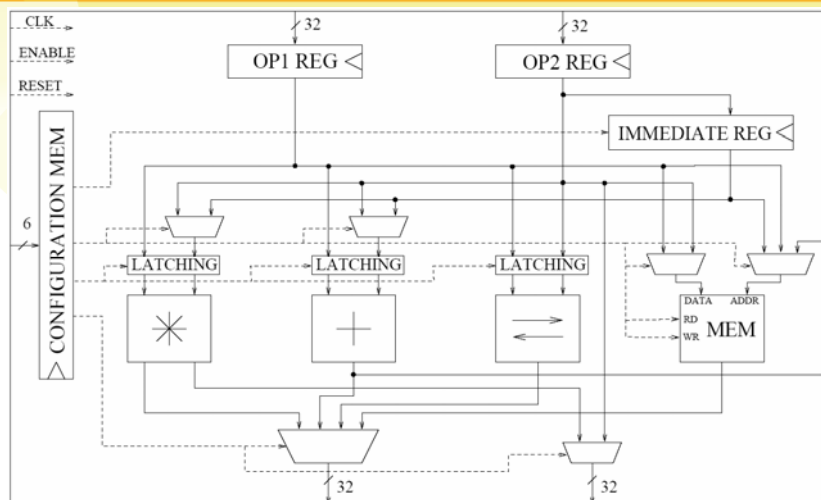 CLK
32
32
ENABLE
OP1 REG
OP2 REG
RESET
CONFIGURATION MEM
IMMEDIATE REG
6
LATCHING
LATCHING
LATCHING
DATA ADDR
RD
WR
MEM
32
32